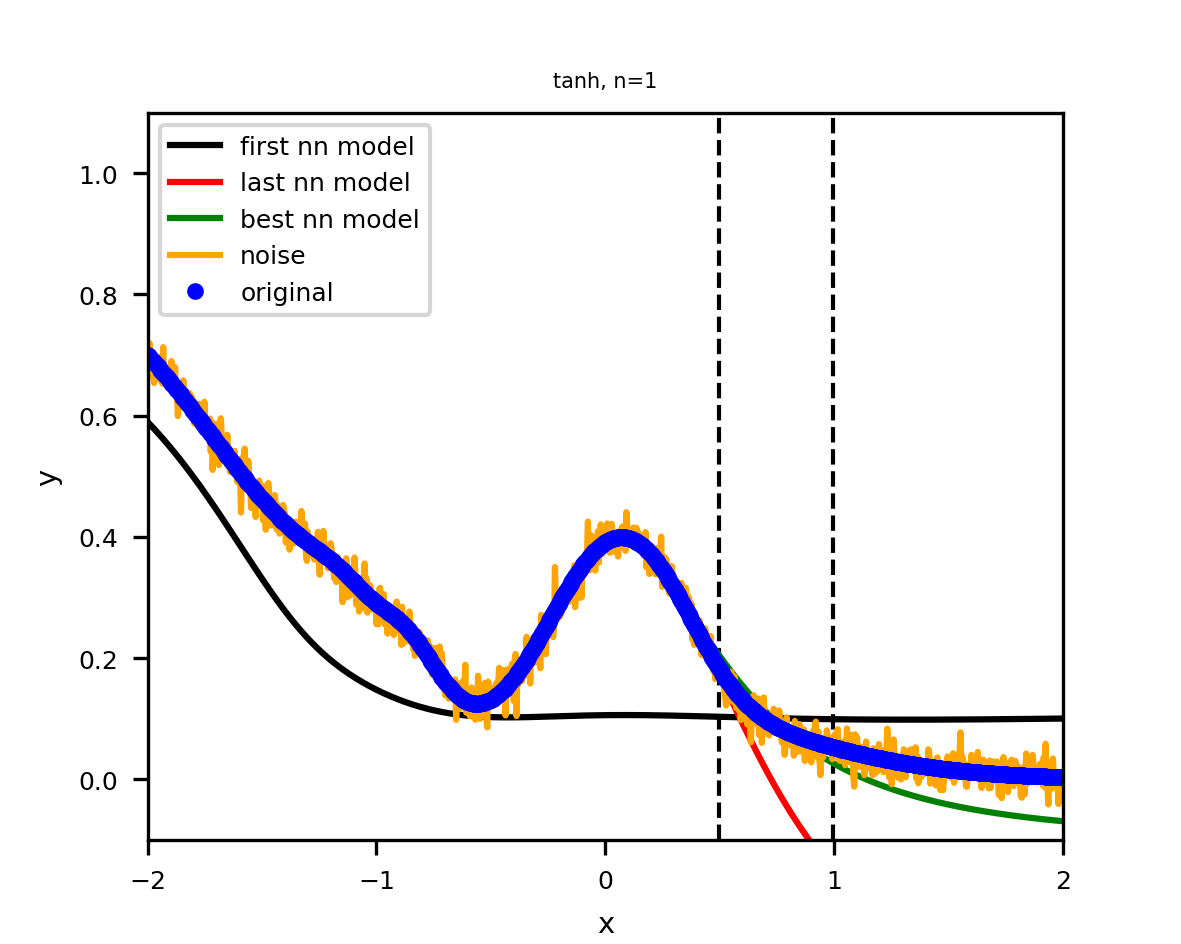 tanh, n=1
first nn model
last nn model
best nn model
noise
original
1.0
0.8
0.6
0.4
0.2
0.0
y
−2
−1
0
1
2
x